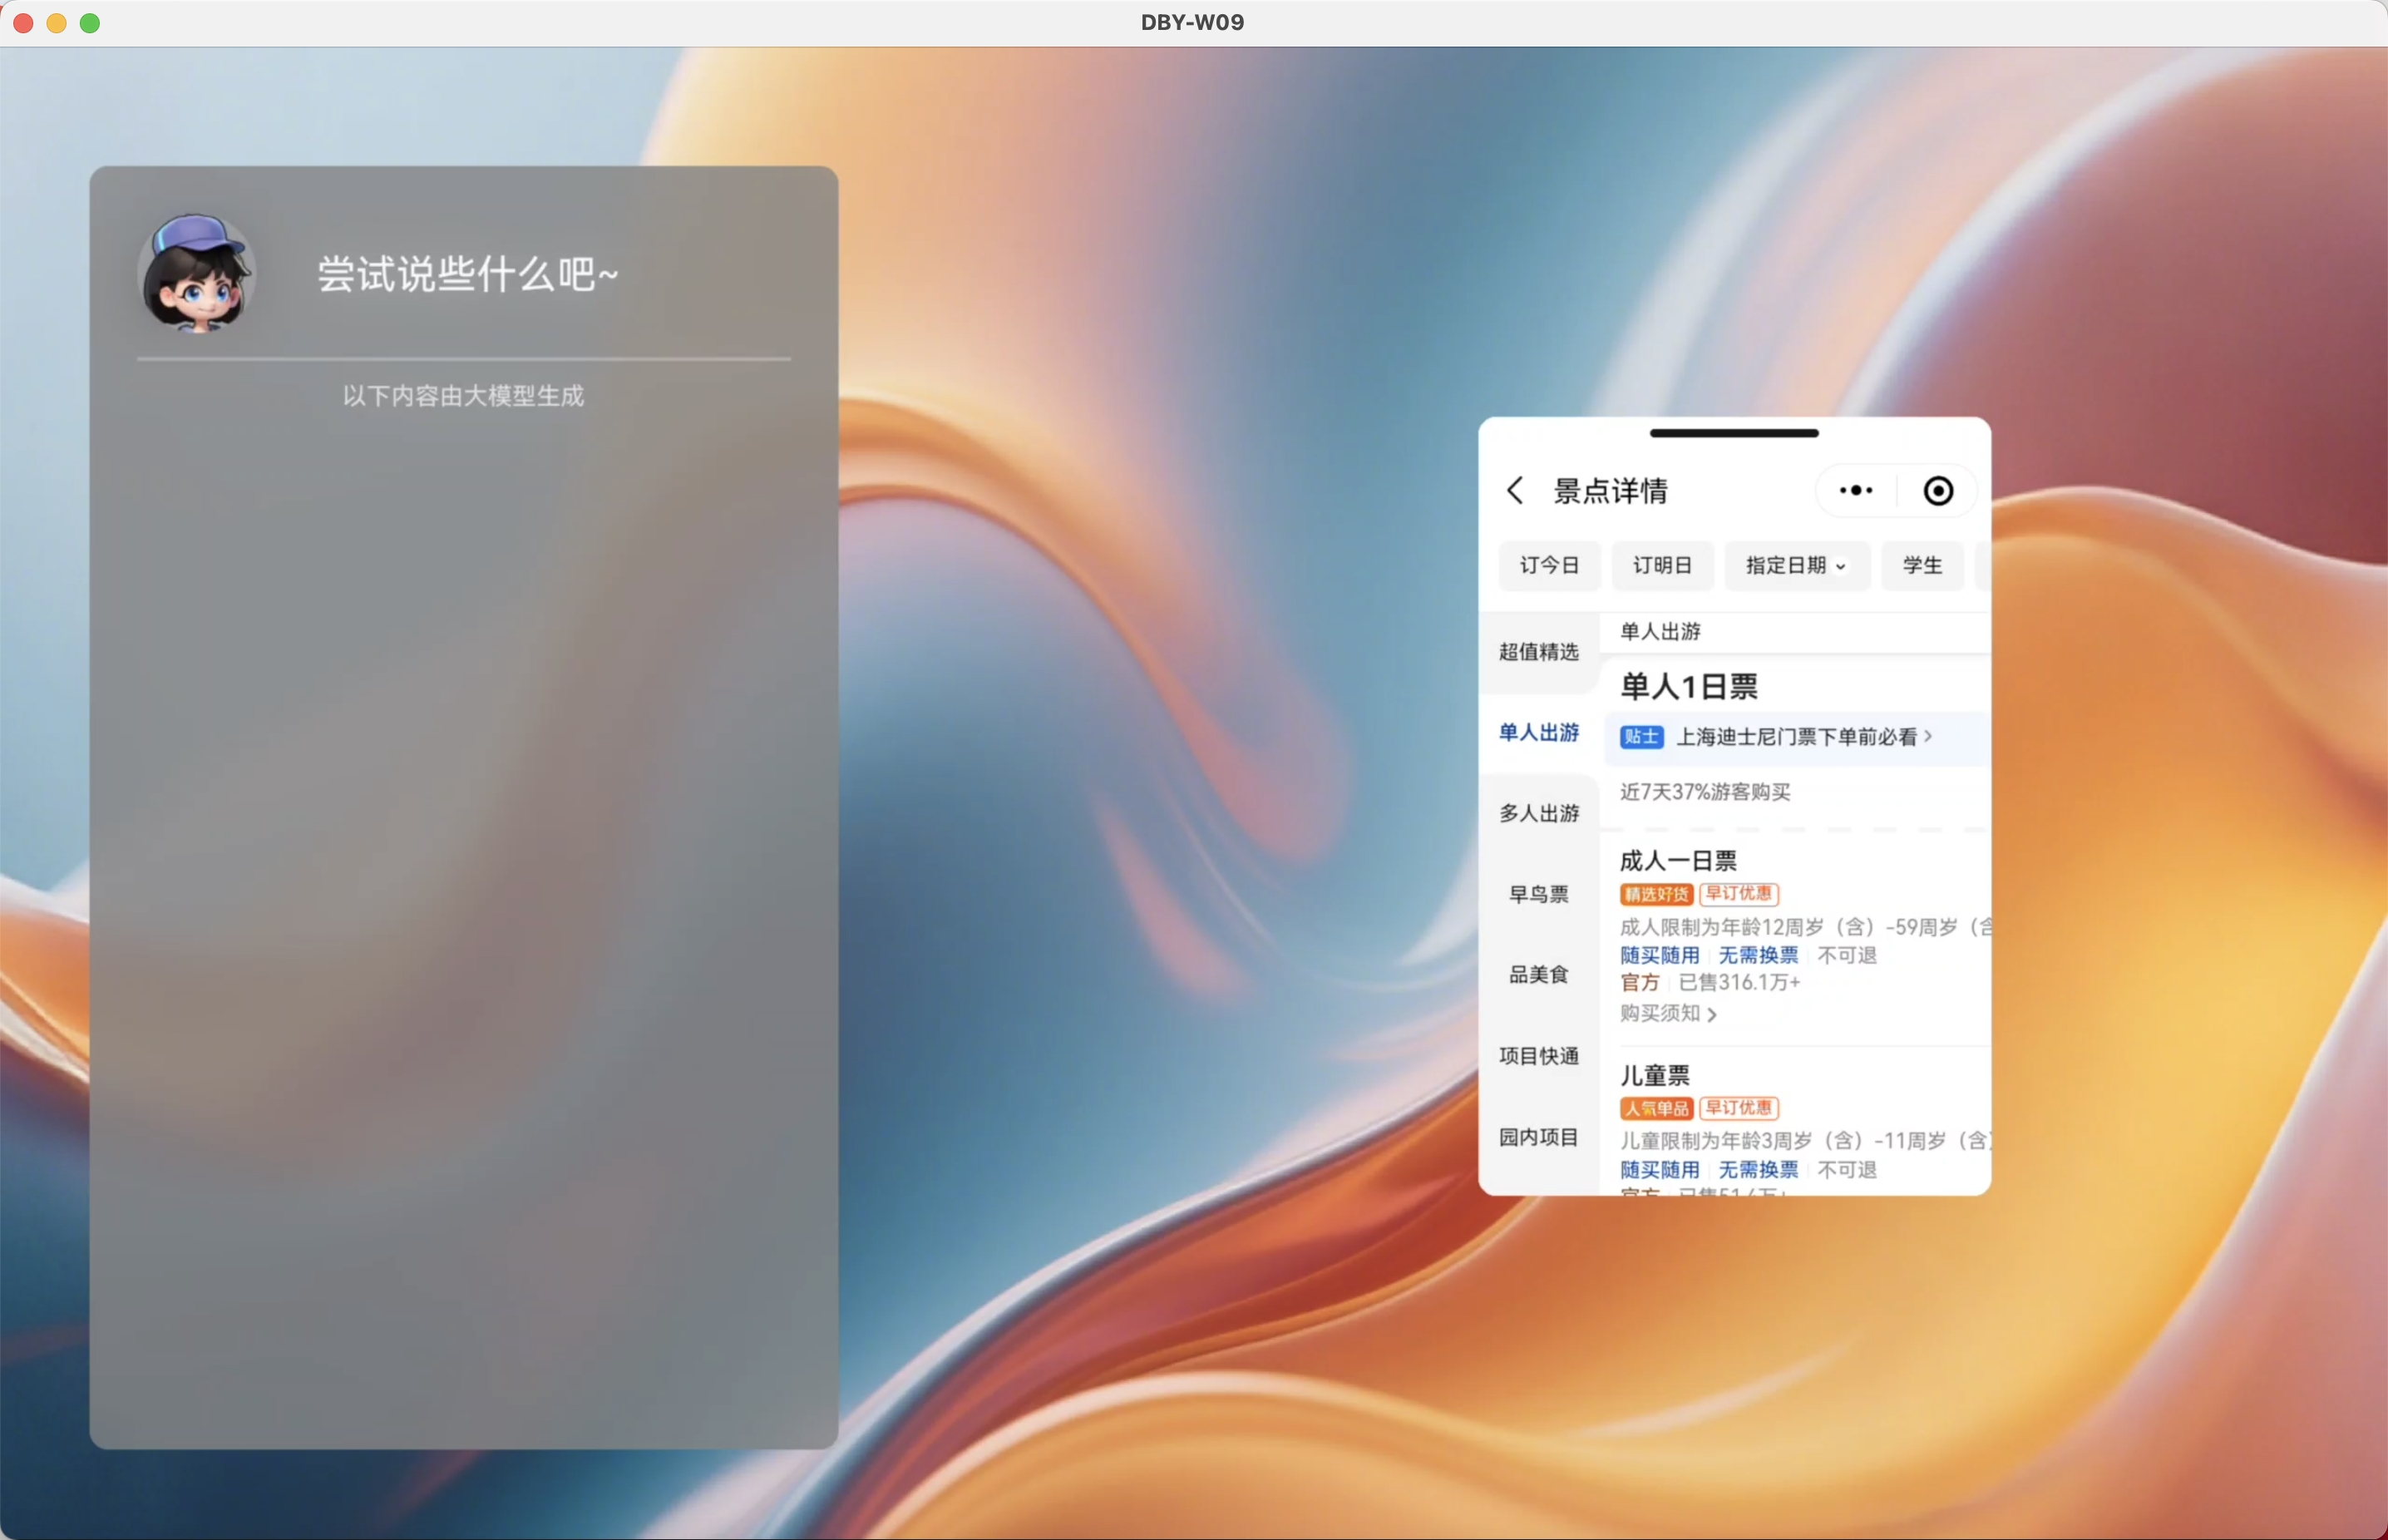 DBY-W09
尝试说些什么吧~
以下内容由大模型生成
景点详情
订今日 订明日 指定日期 学生
超值精选
单人出游
多人出游
早鸟票
品美食
项目快通
园内项目
单人出游
单人1日票
贴士 上海迪士尼门票下单前必看
近7天37%游客购买
成人一日票
精选好货 早订优惠
成人限制为年龄12周岁（含）-59周岁（含
随买随用 无需换票 不可退
官方 已售316.1万+
购买须知
儿童票
人气单品 早订优惠
儿童限制为年龄3周岁（含）-11周岁（含）
随买随用 无需换票 不可退